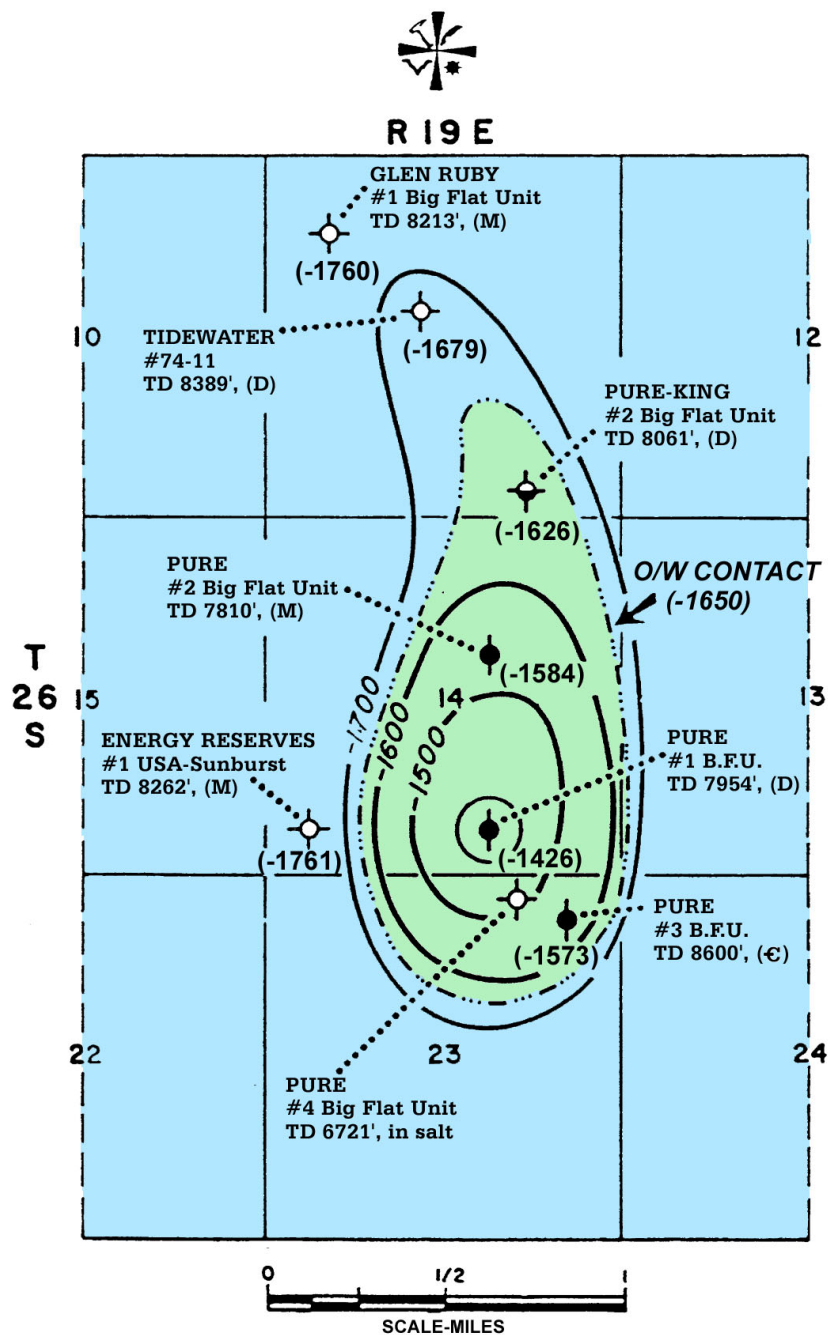 R 19 E
GLEN RUBY
#1 Big Flat Unit
TD 8213', (M)
(-1760)
10
TIDEWATER
#74-11
TD 8389', (D)
(-1679)
12
PURE-KING
#2 Big Flat Unit
TD 8061', (D)
(-1626)
PURE
#2 Big Flat Unit
TD 7810', (M)
O/W CONTACT
(-1650)
(-1584)
T
26
S
15
14
13
-1700
-1600
-1500
ENERGY RESERVES
#1 USA-Sunburst
TD 8262', (M)
(-1761)
PURE
#1 B.F.U.
TD 7954', (D)
(-1426)
PURE
#3 B.F.U.
TD 8600', (-C)
(-1573)
22
23
24
PURE
#4 Big Flat Unit
TD 6721', in salt
0
1/2
1
SCALE-MILES